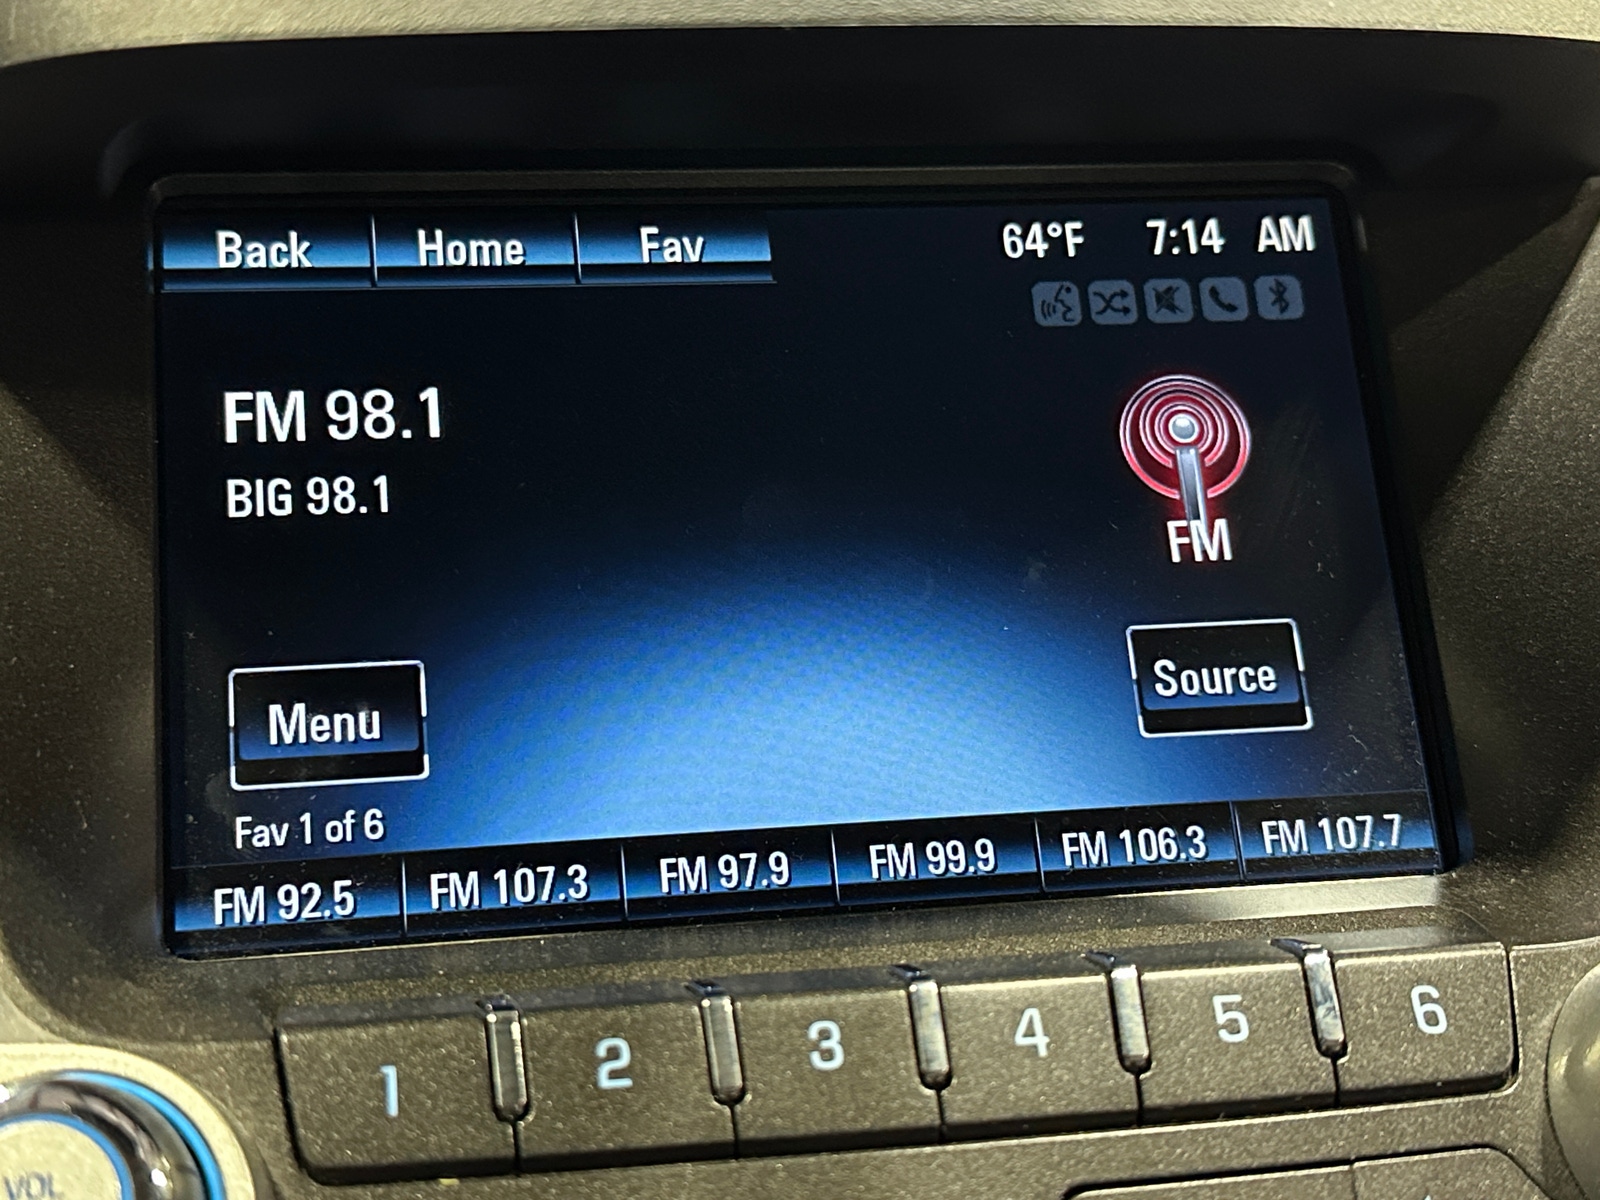 Back Home Fav 64°F 7:14 AM
FM 98.1
BIG 98.1
FM
Menu
Source
Fav 1 of 6
FM 92.5 FM 107.3 FM 97.9 FM 99.9 FM 106.3 FM 107.7
1 2 3 4 5 6
VOL